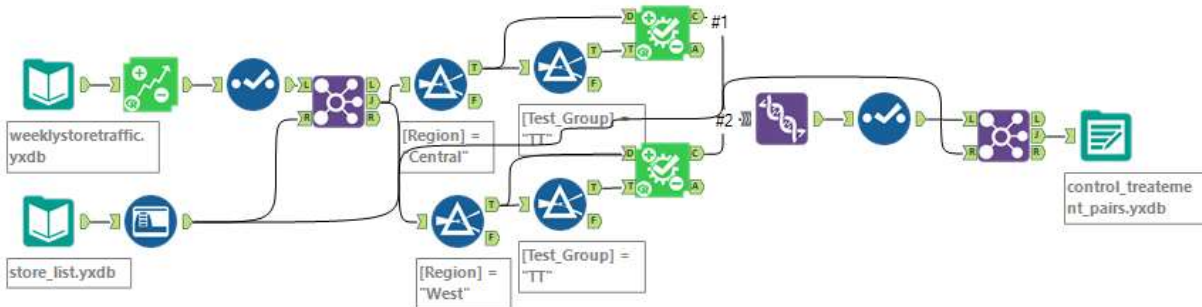 #1
weeklystoretraffic.
yxdb
[Region] =
"Central"
[Test_Group] =
"TT"
#2
control_treateme
nt_pairs.yxdb
store_list.yxdb
[Region] =
"West"
[Test_Group] =
"TT"
L
R
L
J
R
T
F
T
F
D
T
C
A
T
F
T
F
D
T
C
A
L
R
L
J
R